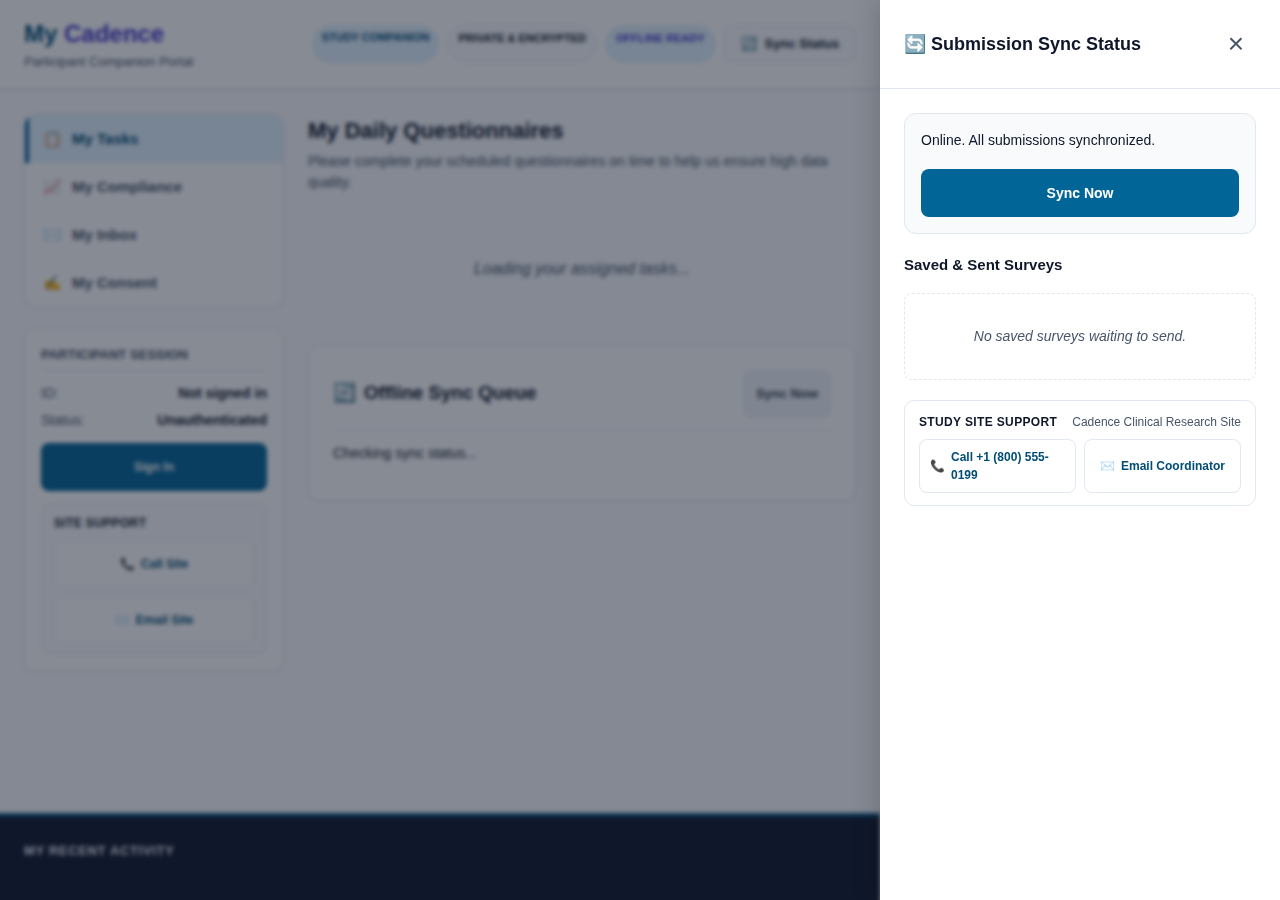 My Cadence
Participant Companion Portal
STUDY COMPANION
PRIVATE & ENCRYPTED
OFFLINE READY
🔄 Sync Status
📋 My Tasks
📈 My Compliance
✉️ My Inbox
✍️ My Consent
PARTICIPANT SESSION
ID: Not signed in
Status: Unauthenticated
Sign In
SITE SUPPORT
📞 Call Site
✉️ Email Site
My Daily Questionnaires
Please complete your scheduled questionnaires on time to help us ensure high data
quality.
Loading your assigned tasks...
🔄 Offline Sync Queue
Sync Now
Checking sync status...
MY RECENT ACTIVITY
🔄 Submission Sync Status
✕
Online. All submissions synchronized.
Sync Now
Saved & Sent Surveys
No saved surveys waiting to send.
STUDY SITE SUPPORT
Cadence Clinical Research Site
📞 Call +1 (800) 555-
0199
✉️ Email Coordinator